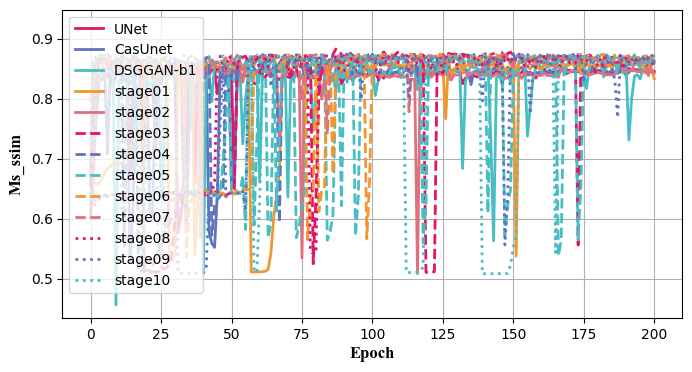 0.9
0.8
0.7
0.6
0.5
Ms_ssim
UNet
CasUnet
DSGGAN-b1
stage01
stage02
stage03
stage04
stage05
stage06
stage07
stage08
stage09
stage10
0 25 50 75 100 125 150 175 200
Epoch